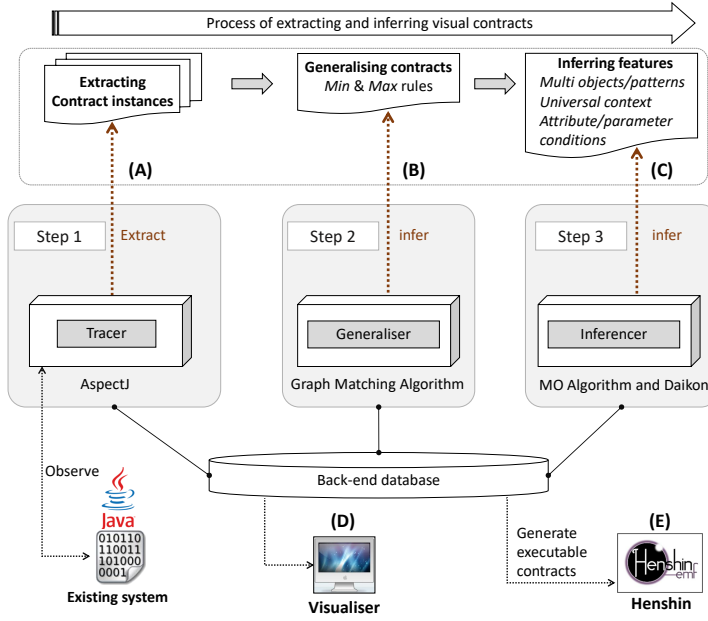 Process of extracting and inferring visual contracts
Extracting
Contract instances
Generalising contracts
Min & Max rules
Inferring features
Multi objects/patterns
Universal context
Attribute/parameter
conditions
(A)
(B)
(C)
Step 1
Extract
Step 2
infer
Step 3
infer
Tracer
Generaliser
Inferencer
AspectJ
Graph Matching Algorithm
MO Algorithm and Daikon
Observe
Back-end database
Java
010110
110011
101000
0001
Existing system
(D)
Visualiser
Generate
executable
contracts
(E)
Henshin
emf
Henshin